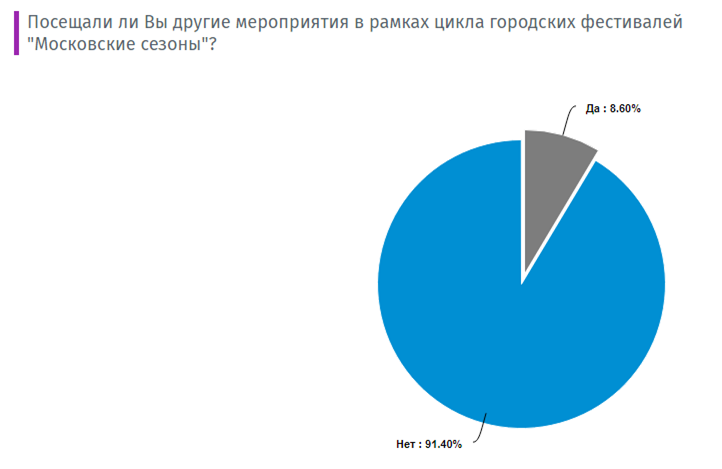 Посещали ли Вы другие мероприятия в рамках цикла городских фестивалей
"Московские сезоны"?
Да : 8.60%
Нет : 91.40%